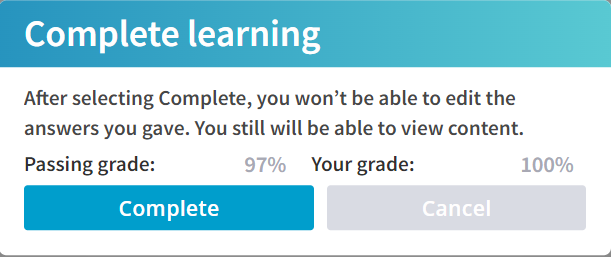 Complete learning
After selecting Complete, you won't be able to edit the
answers you gave. You still will be able to view content.
Passing grade: 97% Your grade: 100%
Complete Cancel